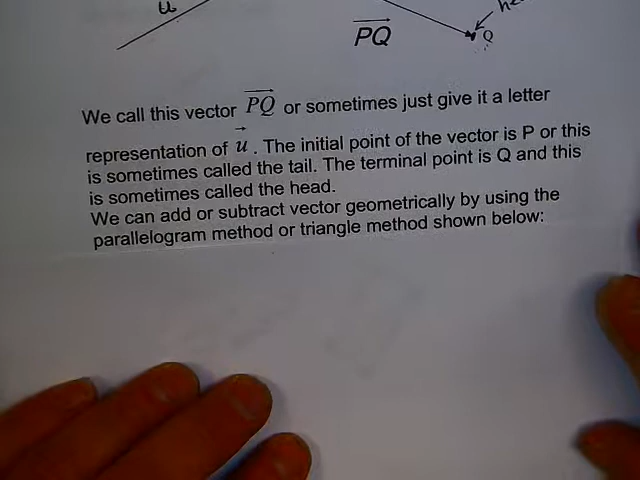 u
PQ
Q
We call this vector PQ or sometimes just give it a letter
representation of u . The initial point of the vector is P or this
is sometimes called the tail. The terminal point is Q and this
is sometimes called the head.
We can add or subtract vector geometrically by using the
parallelogram method or triangle method shown below: